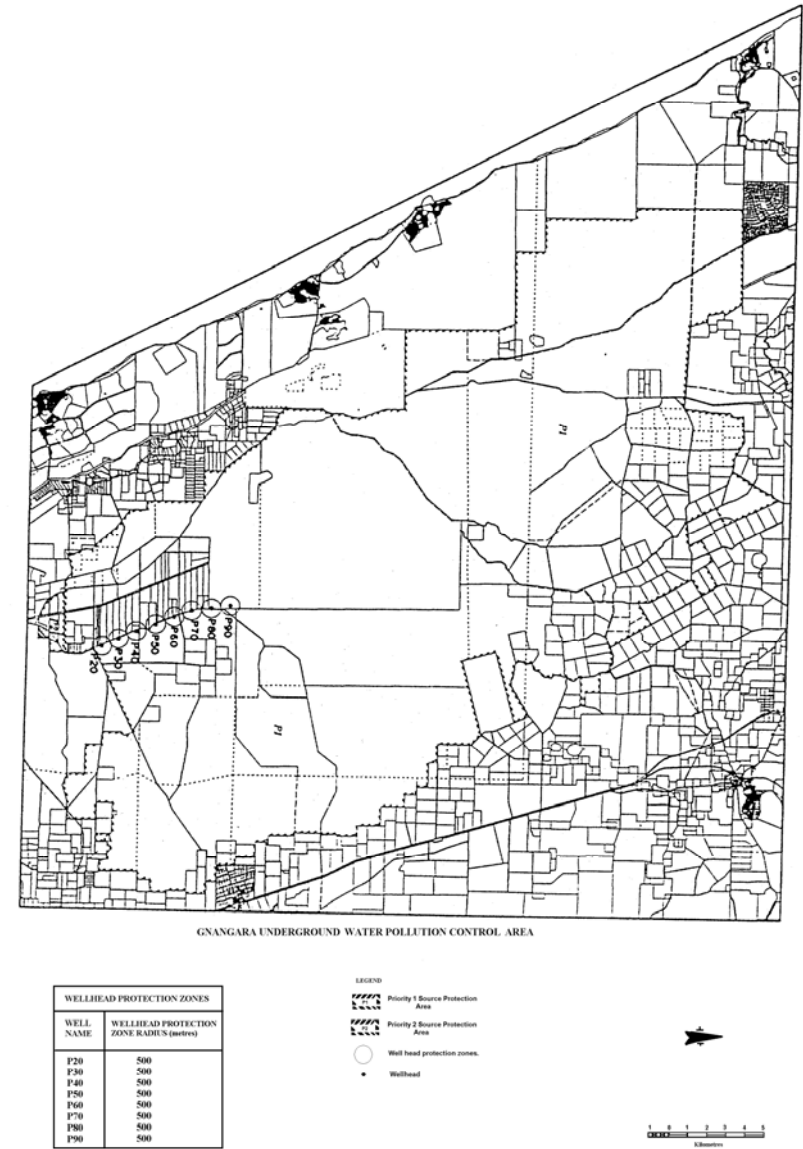 P1
P20
P30
P40
P50
P60
P70
P80
P90
P1
GNANGARA UNDERGROUND WATER POLLUTION CONTROL AREA
WELLHEAD PROTECTION ZONES
WELL NAME
WELLHEAD PROTECTION ZONE RADIUS (metres)
P20 500
P30 500
P40 500
P50 500
P60 500
P70 500
P80 500
P90 500
LEGEND
P1 Priority 1 Source Protection
Area
P2 Priority 2 Source Protection
Area
Well head protection zones.
Wellhead
1 0 1 2 3 4 5
Kilometres